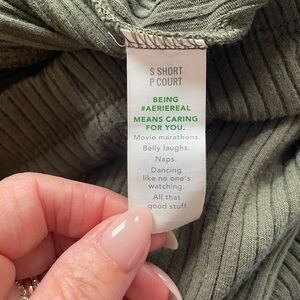 S SHORT
P COURT
BEING
#AERIEREAL
MEANS CARING
FOR YOU.
Movie marathons.
Belly laughs.
Naps.
Dancing
like no one's
watching.
All that
good stuff.